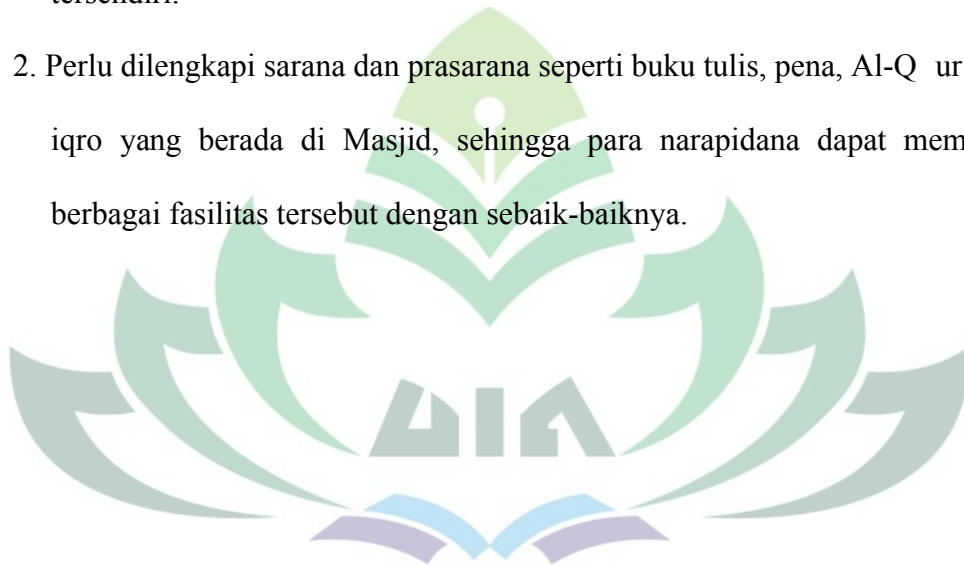 tersendiri.
2. Perlu dilengkapi sarana dan prasarana seperti buku tulis, pena, Al-Q ur
iqro yang berada di Masjid, sehingga para narapidana dapat mem
berbagai fasilitas tersebut dengan sebaik-baiknya.
UIN